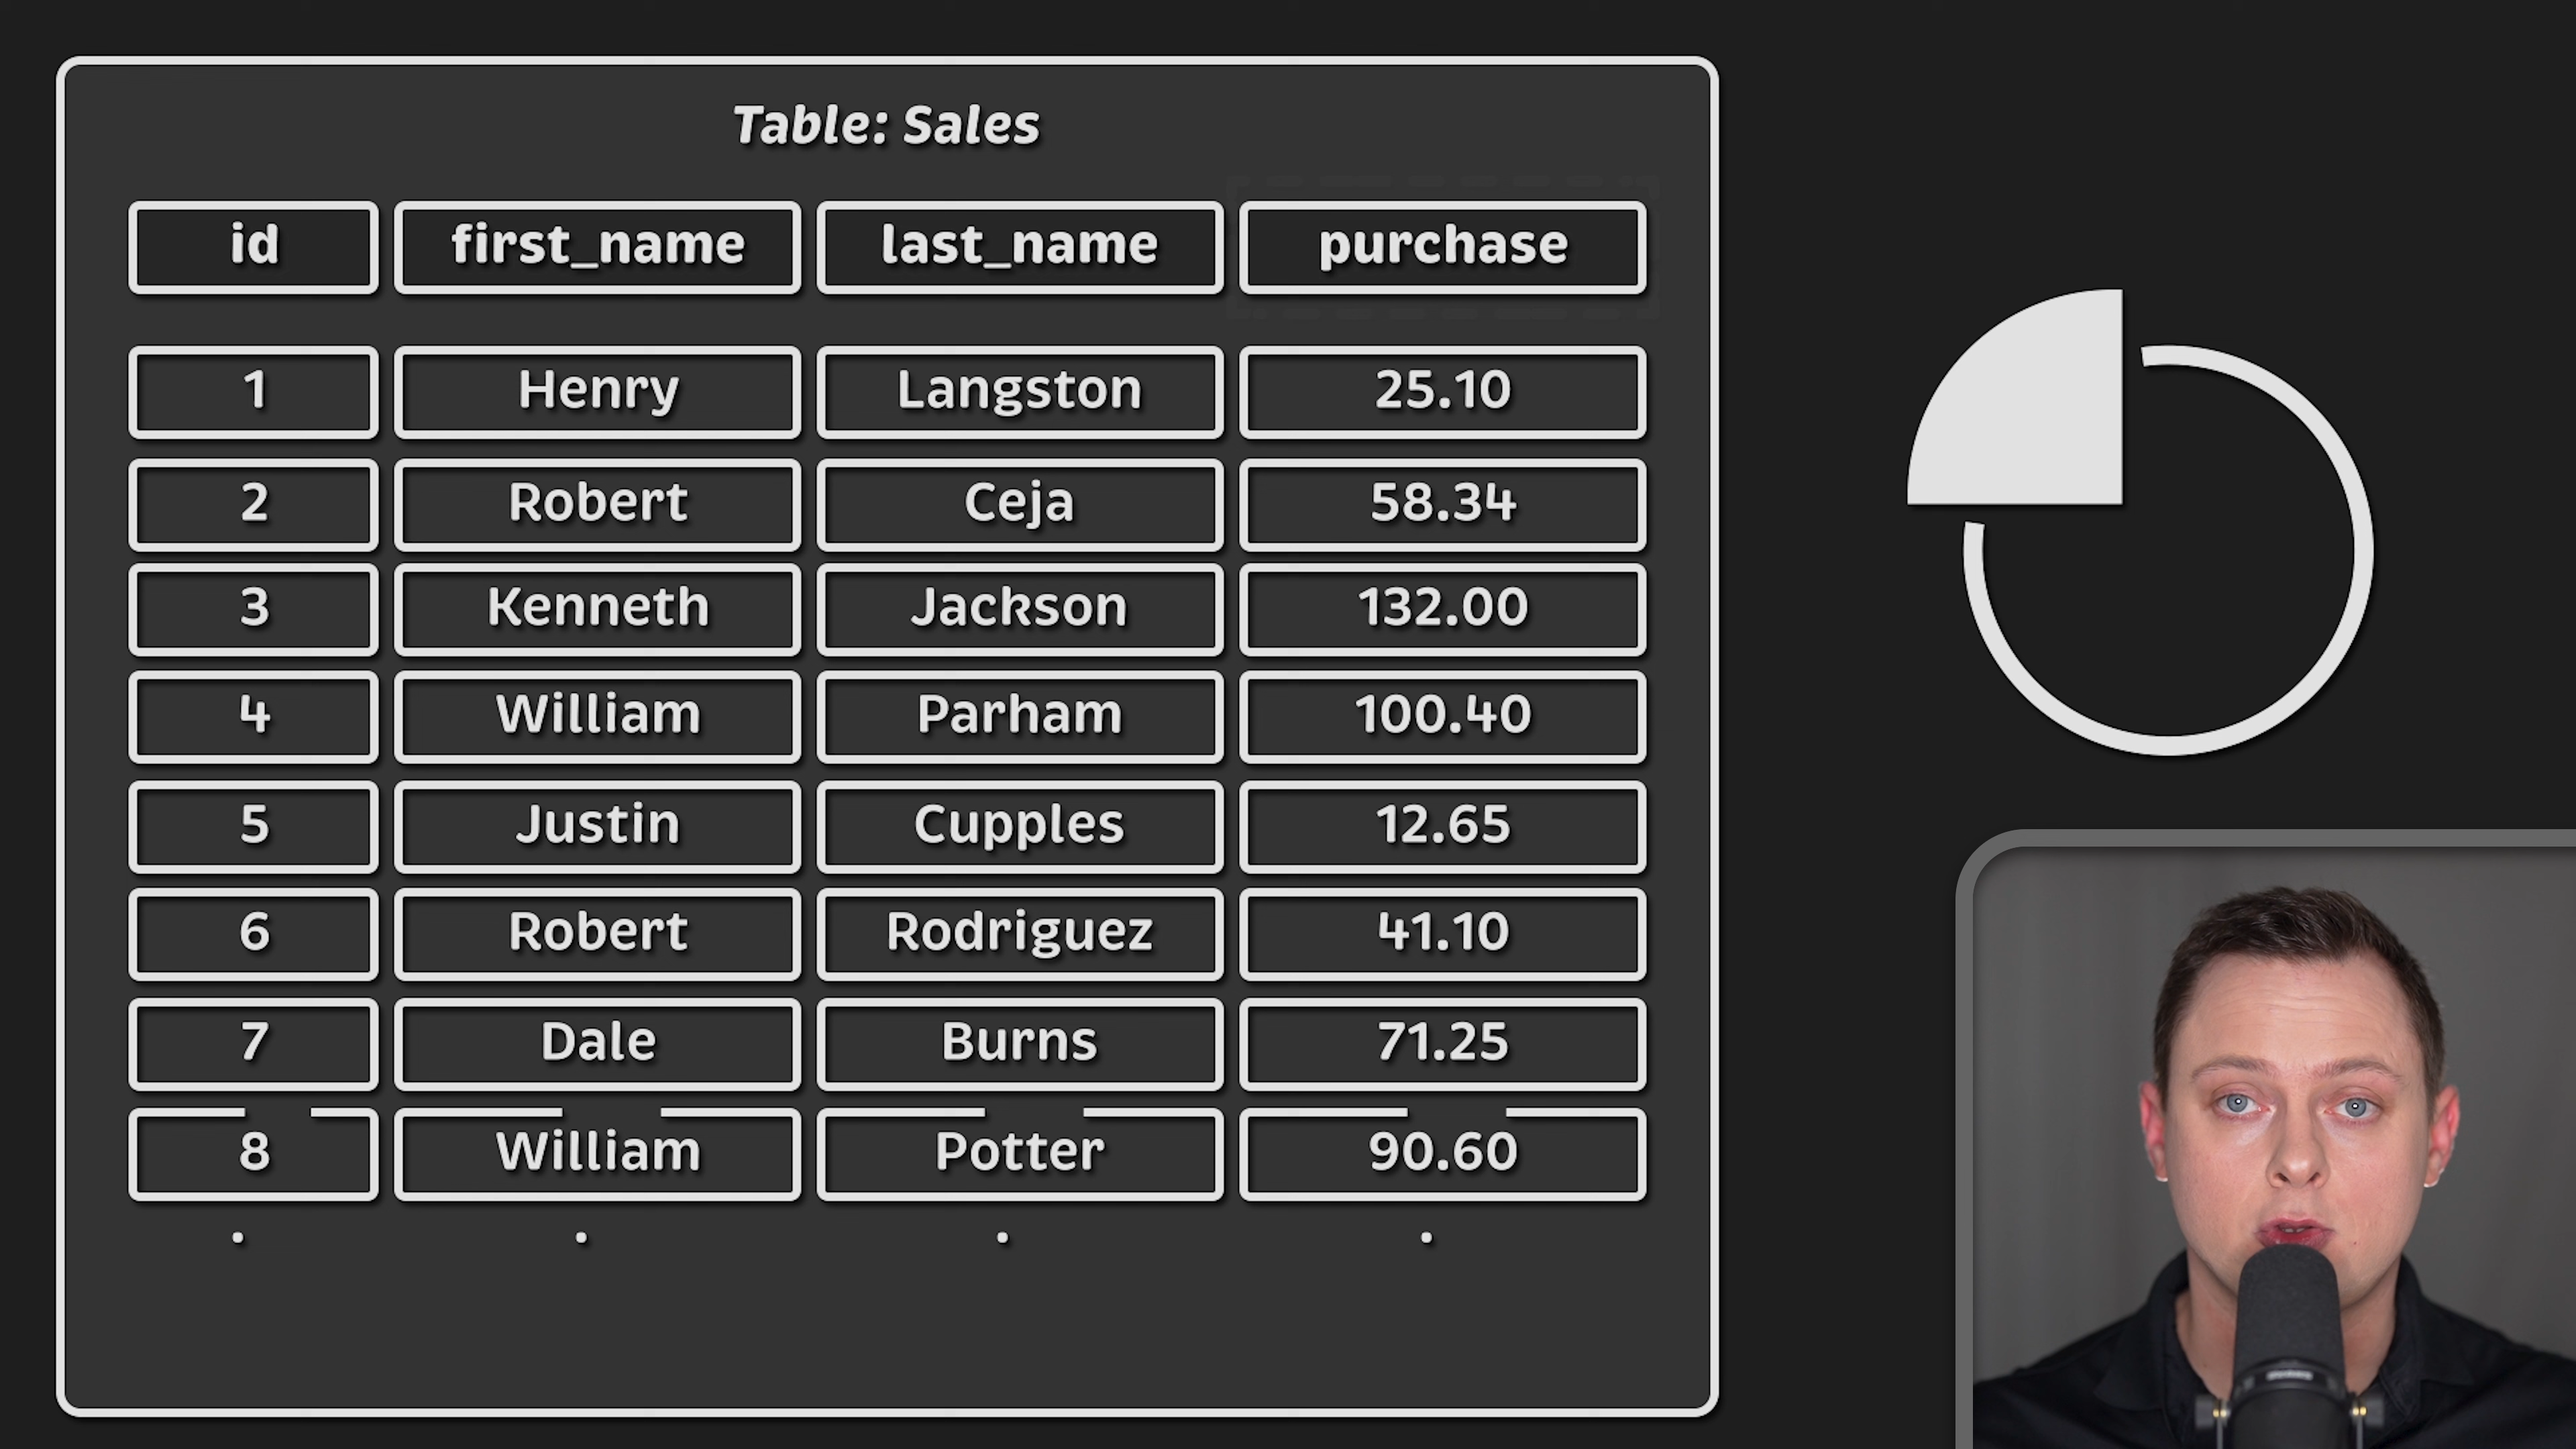 Table: Sales
id first_name last_name purchase
1 Henry Langston 25.10
2 Robert Ceja 58.34
3 Kenneth Jackson 132.00
4 William Parham 100.40
5 Justin Cupples 12.65
6 Robert Rodriguez 41.10
7 Dale Burns 71.25
8 William Potter 90.60
. . . .